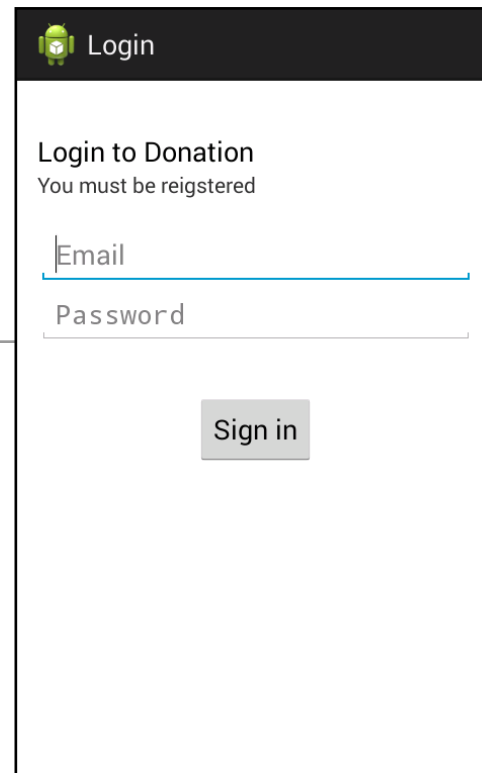 Login
Login to Donation
You must be reigstered
Email
Password
Sign in